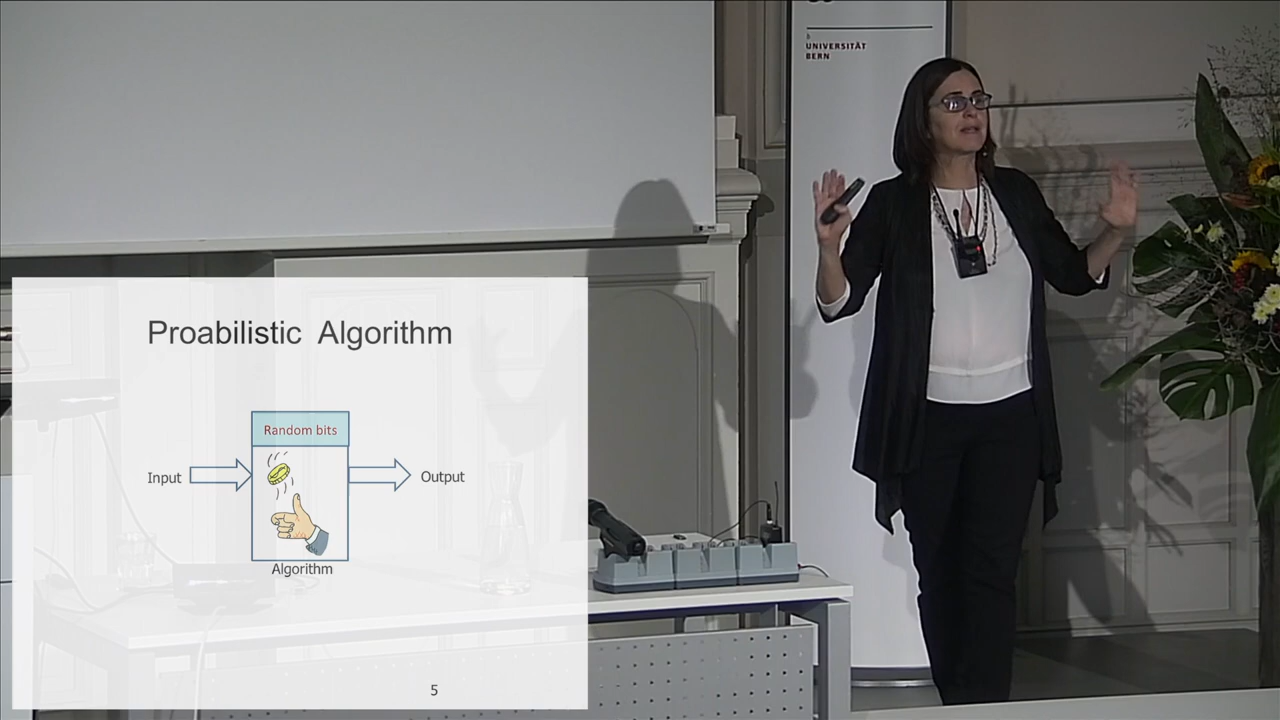 UNIVERSITÄT
BERN
Proabilistic Algorithm
Random bits
Input
Output
Algorithm
5